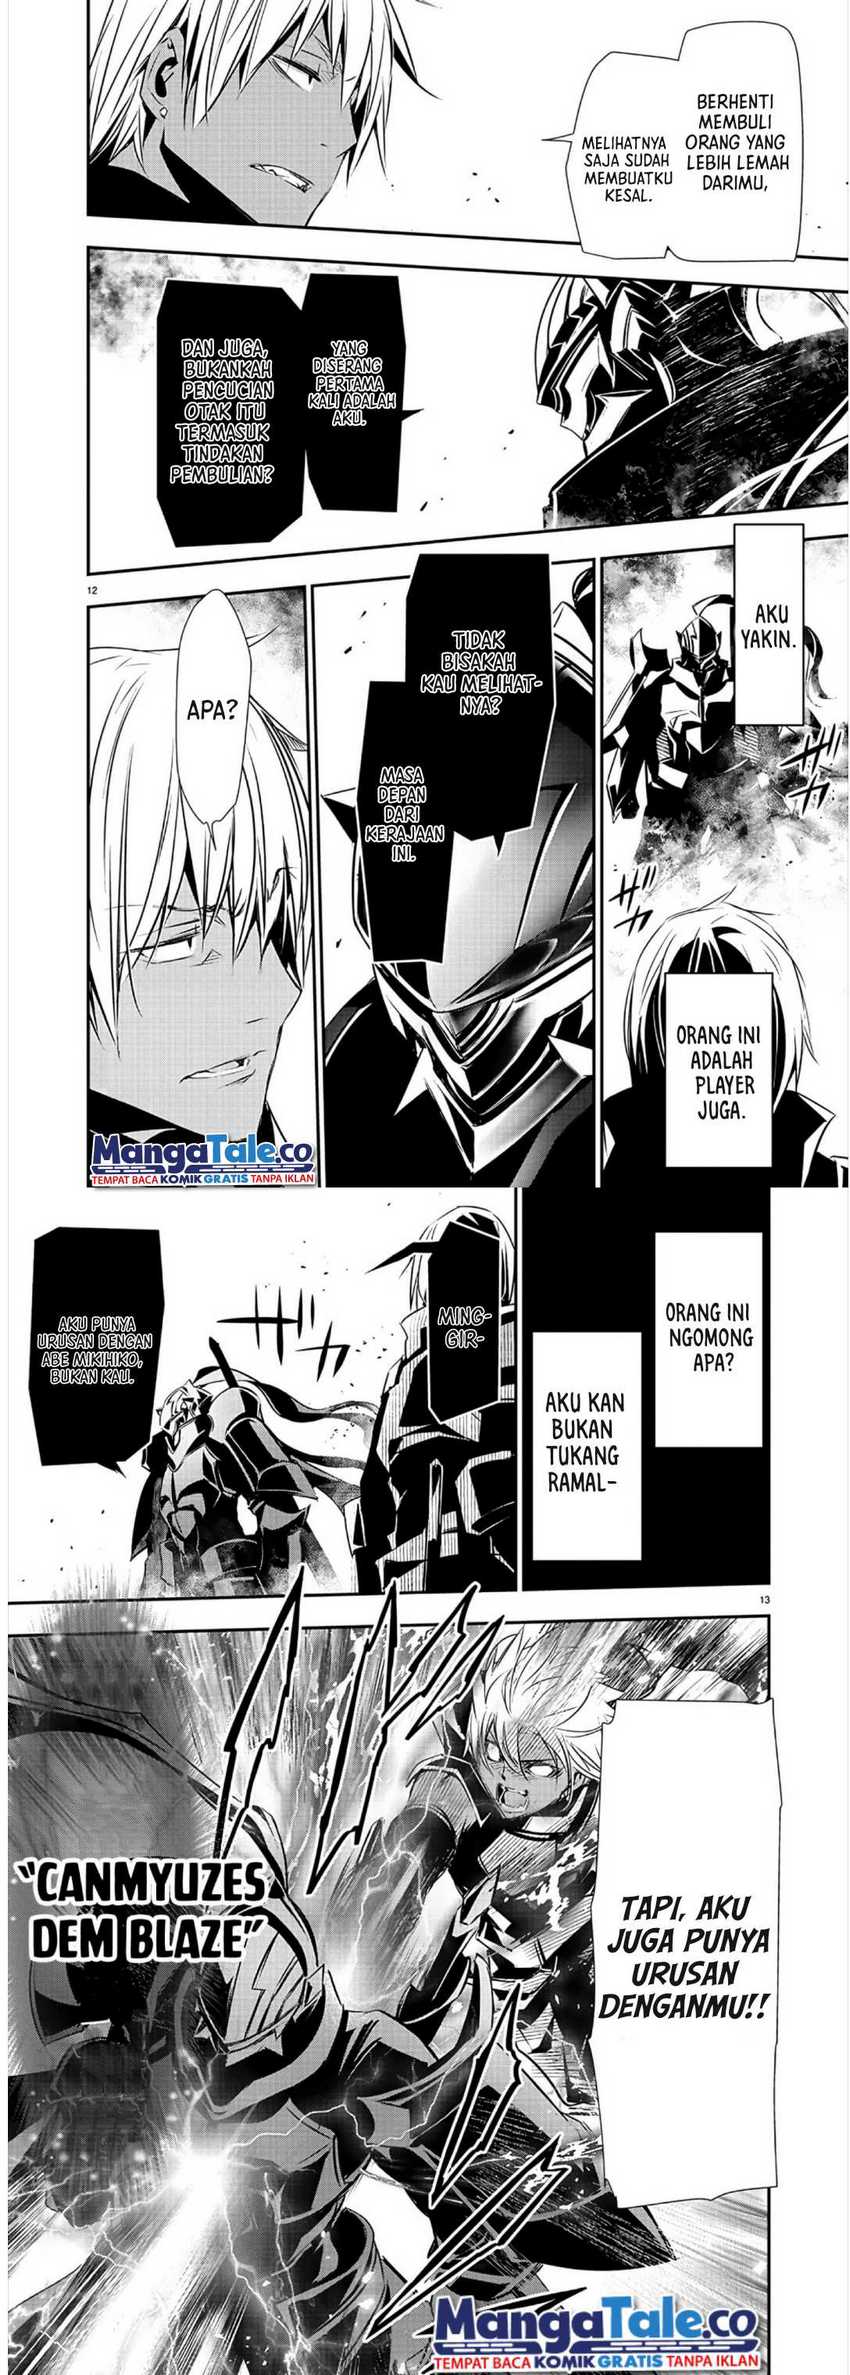 BERHENTI
MEMBULI
ORANG YANG
LEBIH LEMAH
DARIMU,
MELIHATNYA
SAJA SUDAH
MEMBUATKU
KESAL.
YANG
DISERANG
PERTAMA
KALI ADALAH
AKU.
DAN JUGA,
BUKANKAH
PENCUCIAN
OTAK ITU
TERMASUK
TINDAKAN
PEMBULIAN?
12
AKU
YAKIN.
ORANG INI
ADALAH
PLAYER
JUGA.
TIDAK
BISAKAH
KAU MELIHAT-
NYA?
MASA
DEPAN
DARI
KERAJAAN
INI.
APA?
MangaTale.co
TEMPAT BACA KOMIK GRATIS TANPA IKLAN
ORANG INI
NGOMONG
APA?
AKU KAN
BUKAN
TUKANG
RAMAL-
MING-
GIR-
AKU PUNYA
URUSAN DENGAN
ABE MIKIHIKO,
BUKAN KAU.
13
TAPI, AKU
JUGA PUNYA
URUSAN
DENGANMU!!
"CANMYUZES
DEM BLAZE"
MangaTale.co
TEMPAT BACA KOMIK GRATIS TANPA IKLAN